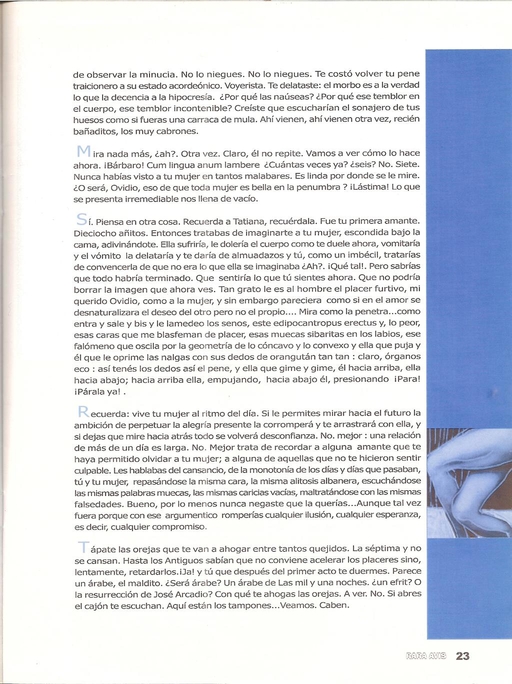 de observar la minucia. No lo niegues. No lo niegues. Te costó volver tu pene
traicionero a su estado acordeónico. Voyerista. Te delataste: el morbo es a la verdad
lo que la decencia a la hipocresía. ¿Por qué las naúseas? ¿Por qué ese temblor en
el cuerpo, ese temblor incontenible? Creíste que escucharían el sonajero de tus
huesos como si fueras una carraca de mula. Ahí vienen, ahí vienen otra vez, recién
bañaditos, los muy cabrones.
Mira nada más, ¿ah?. Otra vez. Claro, él no repite. Vamos a ver cómo lo hace
ahora. ¡Bárbaro! Cum lingua anum lambere ¿Cuántas veces ya? ¿seis? No. Siete.
Nunca habías visto a tu mujer en tantos malabares. Es linda por donde se le mire.
¿O será, Ovidio, eso de que toda mujer es bella en la penumbra ? ¡Lástima! Lo que
se presenta irremediable nos llena de vacío.
Sí. Piensa en otra cosa. Recuerda a Tatiana, recuérdala. Fue tu primera amante.
Dieciocho añitos. Entonces tratabas de imaginarte a tu mujer, escondida bajo la
cama, adivinándote. Ella sufriría, le dolería el cuerpo como te duele ahora, vomitaría
y el vómito la delataría y te daría de almuadazos y tú, como un imbécil, tratarías
de convencerla de que no era lo que ella se imaginaba ¿Ah?. ¡Qué tal!. Pero sabrías
que todo habría terminado. Que sentiría lo que tú sientes ahora. Que no podría
borrar la imagen que ahora ves. Tan grato le es al hombre el placer furtivo, mi
querido Ovidio, como a la mujer, y sin embargo pareciera como si en el amor se
desnaturalizara el deseo del otro pero no el propio.... Mira como la penetra...como
entra y sale y bis y le lamedeo los senos, este edipocantropus erectus y, lo peor,
esas caras que me blasfeman de placer, esas muecas sibaritas en los labios, ese
falómeno que oscila por la geometría de lo cóncavo y lo convexo y ella que puja y
él que le oprime las nalgas con sus dedos de orangután tan tan : claro, órganos
eco : así tenés los dedos así el pene, y ella que gime y gime, él hacia arriba, ella
hacia abajo; hacia arriba ella, empujando, hacia abajo él, presionando ¡Para!
¡Párala ya! .
Recuerda: vive tu mujer al ritmo del día. Si le permites mirar hacia el futuro la
ambición de perpetuar la alegría presente la corromperá y te arrastrará con ella, y
si dejas que mire hacia atrás todo se volverá desconfianza. No. mejor : una relación
de más de un día es larga. No. Mejor trata de recordar a alguna amante que te
haya permitido olvidar a tu mujer; a alguna de aquellas que no te hicieron sentir
culpable. Les hablabas del cansancio, de la monotonía de los días y días que pasaban,
tú y tu mujer, repasándose la misma cara, la misma alitosis albanera, escuchándose
las mismas palabras muecas, las mismas caricias vacías, maltratándose con las mismas
falsedades. Bueno, por lo menos nunca negaste que la querías...Aunque tal vez
fuera porque con ese argumentico romperías cualquier ilusión, cualquier esperanza,
es decir, cualquier compromiso.
Tápate las orejas que te van a ahogar entre tantos quejidos. La séptima y no
se cansan. Hasta los Antiguos sabían que no conviene acelerar los placeres sino,
lentamente, retardarlos.¡Ja! y tú que después del primer acto te duermes. Parece
un árabe, el maldito. ¿Será árabe? Un árabe de Las mil y una noches. ¿un efrit? O
la resurrección de José Arcadio? Con qué te ahogas las orejas. A ver. No. Si abres
el cajón te escuchan. Aquí están los tampones...Veamos. Caben.
RARA AVIS 23